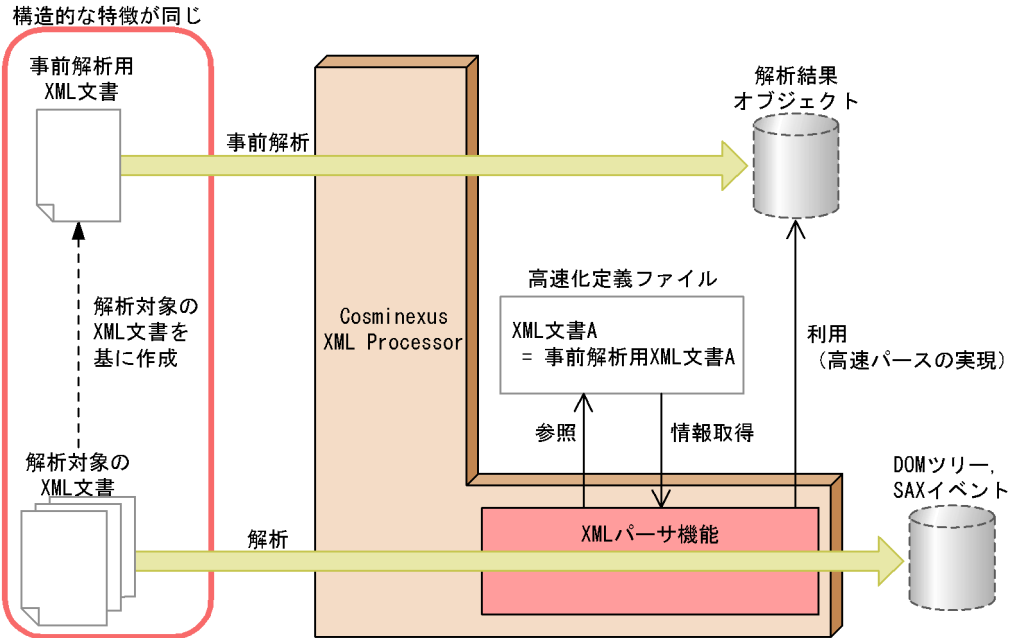 構造的な特徴が同じ
事前解析用
XML文書
事前解析
解析結果
オブジェクト
解析対象の
XML文書を
基に作成
Cosminexus
XML Processor
高速化定義ファイル
XML文書A
= 事前解析用XML文書A
利用
(高速パースの実現)
参照
情報取得
解析対象の
XML文書
解析
XMLパーサ機能
DOMツリー,
SAXイベント